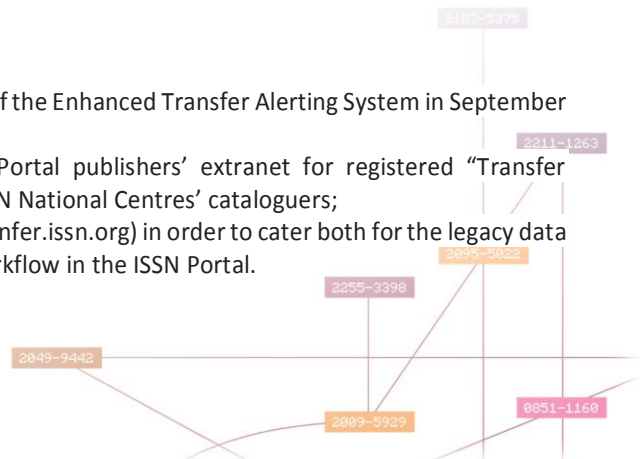 2187-5375
f the Enhanced Transfer Alerting System in September
2211-1263
Portal publishers’ extranet for registered “Transfer
N National Centres’ cataloguers;
nfer.issn.org) in order to cater both for the legacy data
2095-5022
rkflow in the ISSN Portal.
2255-3398
2049-9442
0851-1160
2009-5929